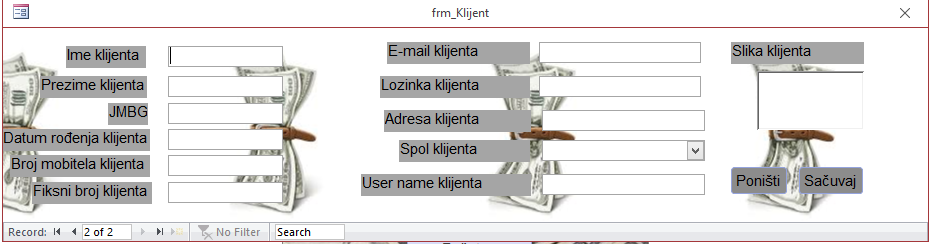 frm_Klijent
Ime klijenta
Prezime klijenta
JMBG
Datum rođenja klijenta
Broj mobitela klijenta
Fiksni broj klijenta
E-mail klijenta
Lozinka klijenta
Adresa klijenta
Spol klijenta
User name klijenta
Slika klijenta
Poništi Sačuvaj
Record: 2 of 2 No Filter Search